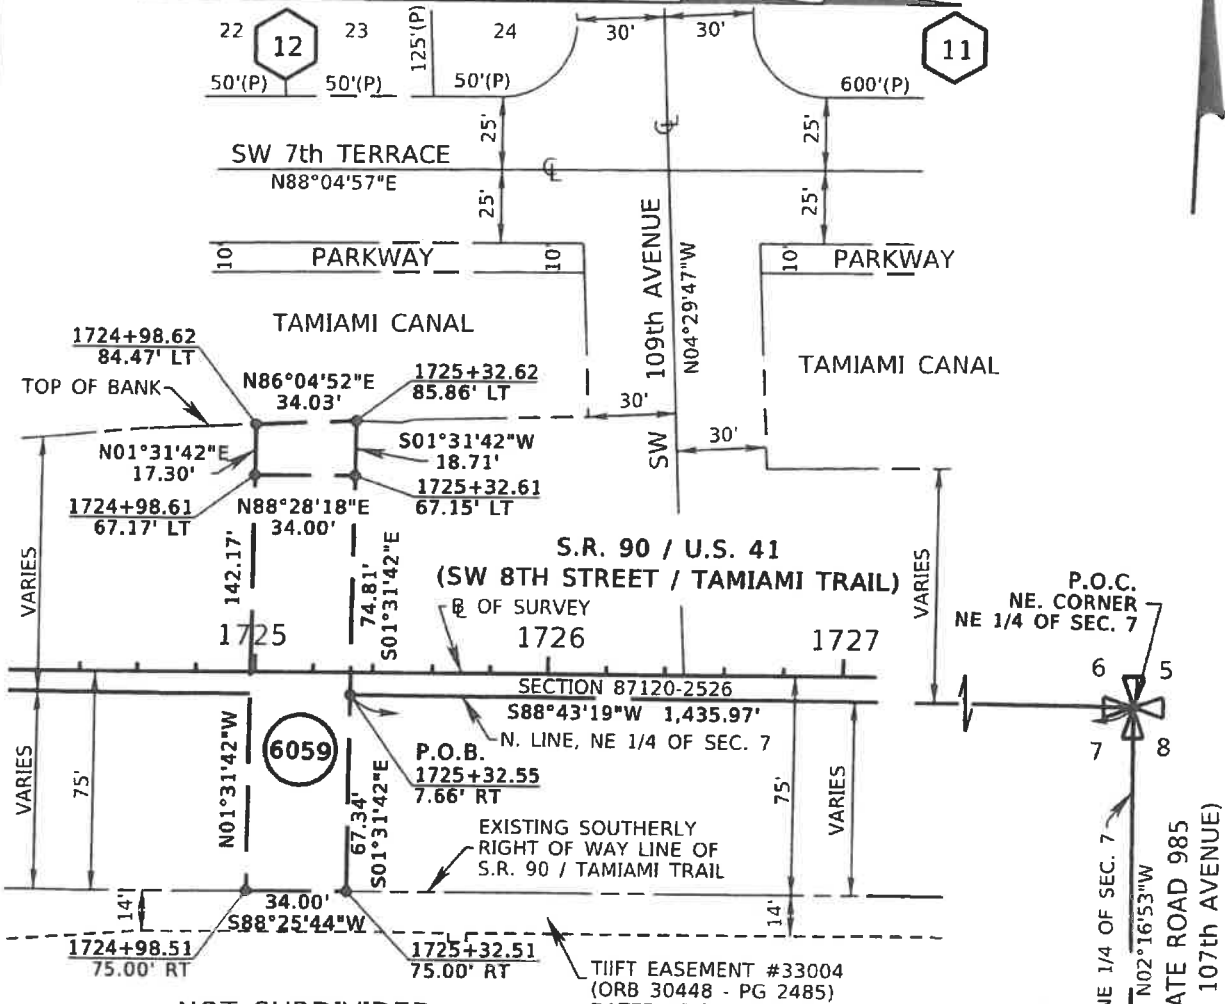 22
12
23
125'(P)
24
30'
30'
11
50'(P)
50'(P)
50'(P)
600'(P)
25'
25'
SW 7th TERRACE
N88°04'57"E
25'
25'
10'
PARKWAY
10'
10'
PARKWAY
SW 109th AVENUE
N04°29'47"W
TAMIAMI CANAL
TAMIAMI CANAL
1724+98.62
84.47' LT
TOP OF BANK
N86°04'52"E
34.03'
1725+32.62
85.86' LT
30'
30'
N01°31'42"E
17.30'
S01°31'42"W
18.71'
1724+98.61
67.17' LT
N88°28'18"E
34.00'
1725+32.61
67.15' LT
VARIES
142.17'
74.81'
S01°31'42"E
S.R. 90 / U.S. 41
(SW 8TH STREET / TAMIAMI TRAIL)
VARIES
P.O.C.
NE. CORNER
NE 1/4 OF SEC. 7
OF SURVEY
1725
1726
1727
6
5
7
8
SECTION 87120-2526
S88°43'19"W 1,435.97'
N. LINE, NE 1/4 OF SEC. 7
6059
P.O.B.
1725+32.55
7.66' RT
VARIES
75'
N01°31'42"W
67.34'
S01°31'42"E
75'
VARIES
EXISTING SOUTHERLY
RIGHT OF WAY LINE OF
S.R. 90 / TAMIAMI TRAIL
14'
34.00'
S88°25'44"W
14'
1724+98.51
75.00' RT
1725+32.51
75.00' RT
TIIFT EASEMENT #33004
(ORB 30448 - PG 2485)
NE 1/4 OF SEC. 7
N02°16'53"W
ATE ROAD 985
107th AVENUE)
NOT SUBDIVIDED